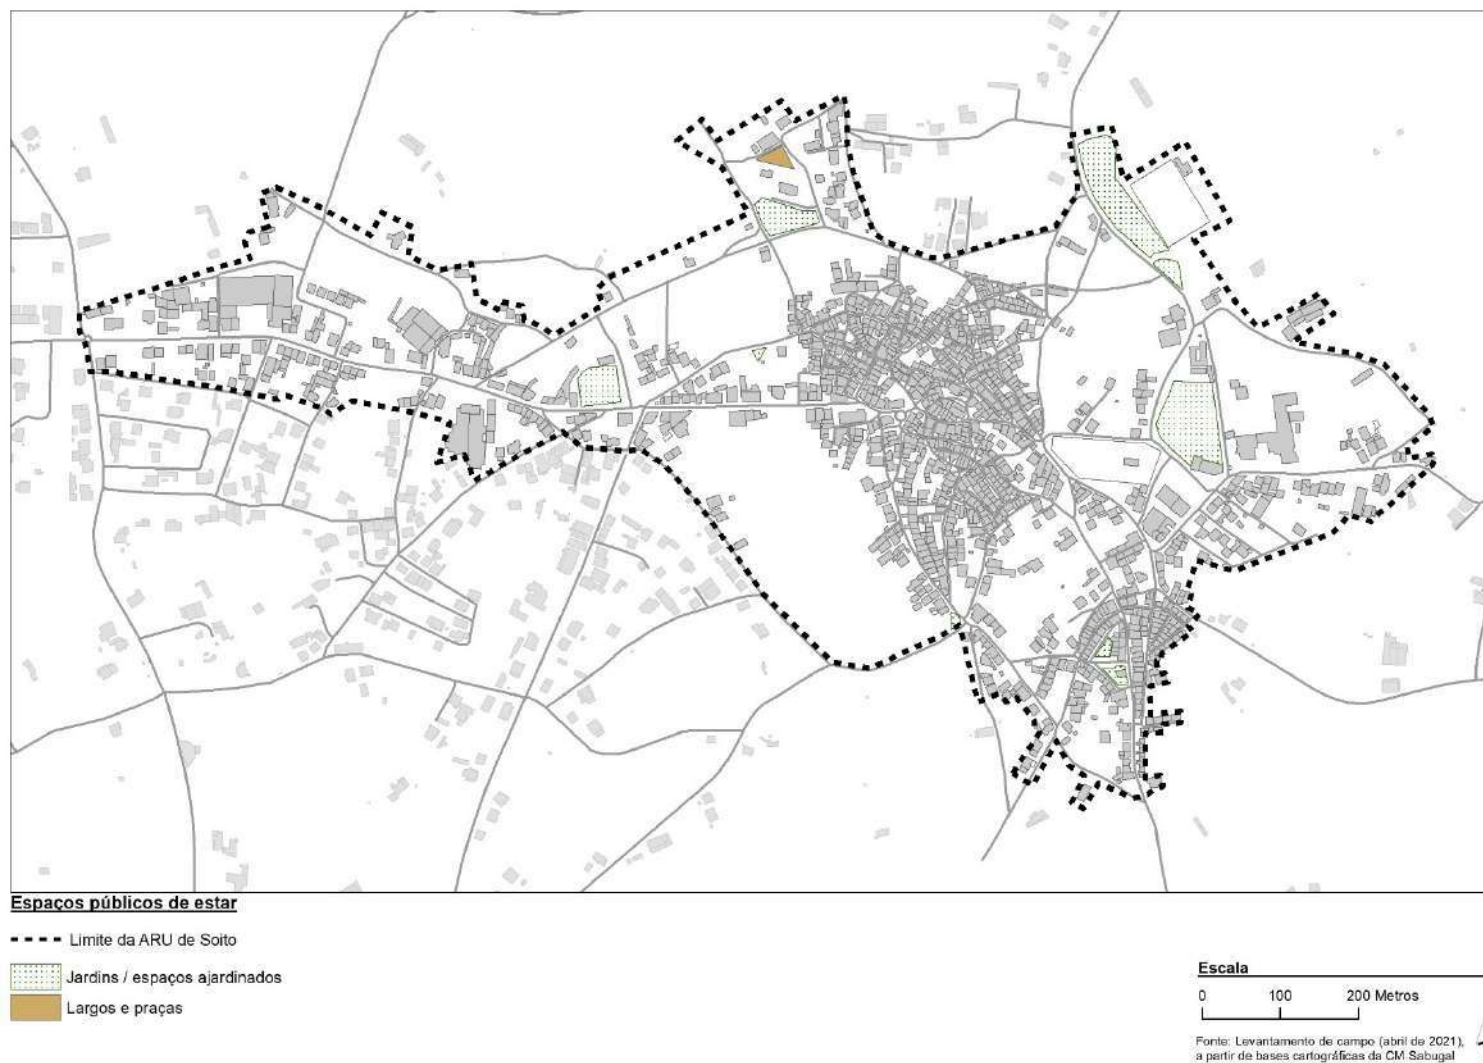 Espaços públicos de estar
Limite da ARU de Soito
Jardins / espaços ajardinados
Largos e praças
Escala
0 100 200 Metros
Fonte: Levantamento de campo (abril de 2021),
a partir de bases cartográficas da CM Sabugal